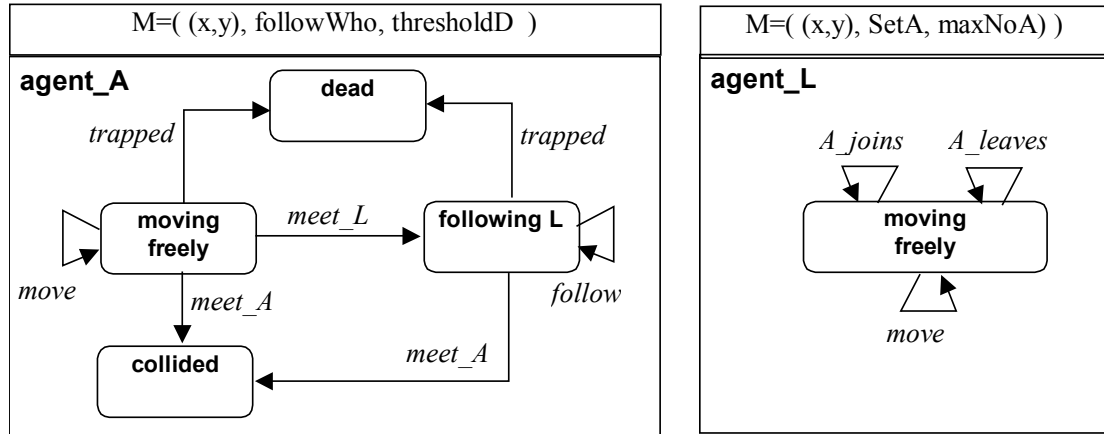 M=( (x,y), followWho, thresholdD )
agent_A
dead
trapped
trapped
moving
freely
meet_L
following L
move
meet_A
follow
collided
meet_A
M=( (x,y), SetA, maxNoA) )
agent_L
A_joins
A_leaves
moving
freely
move